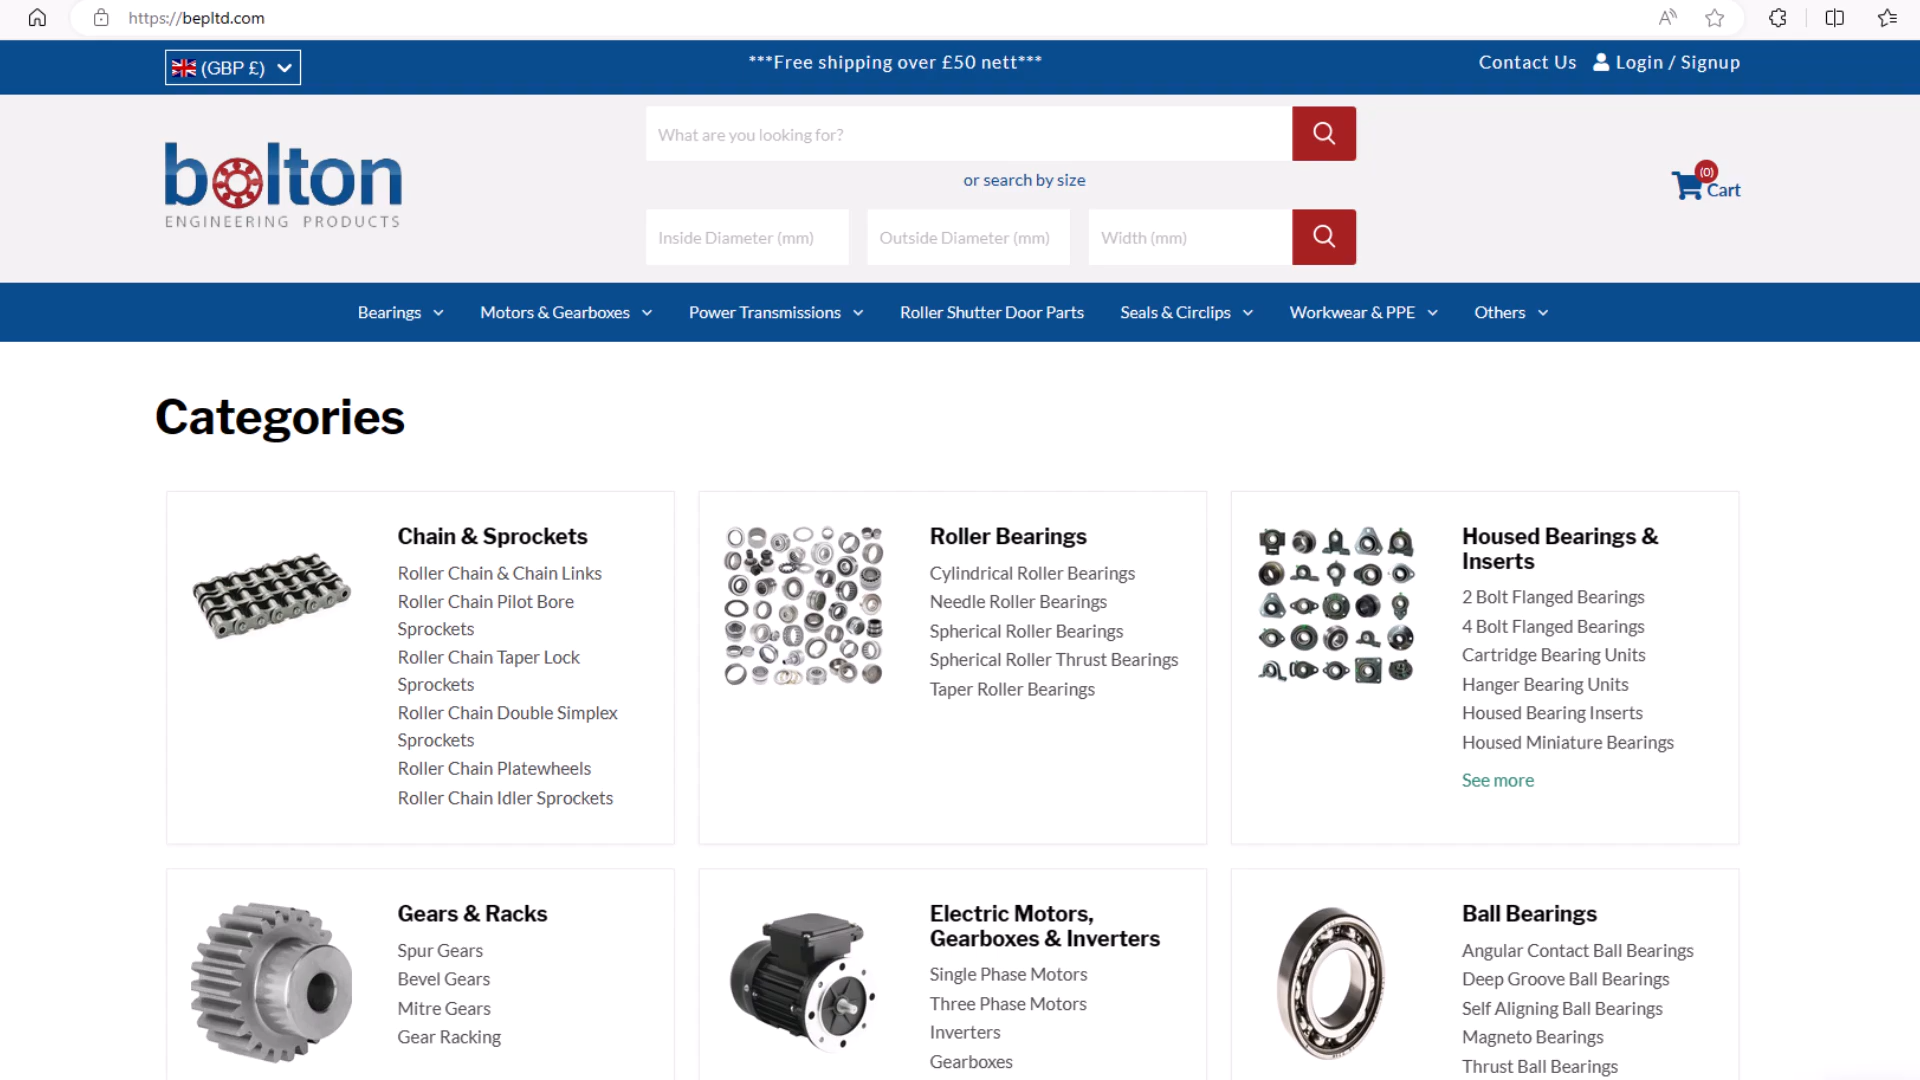 https://bepltd.com
(GBP £)
***Free shipping over £50 nett***
Contact Us
Login / Signup
bolton
ENGINEERING PRODUCTS
What are you looking for?
or search by size
Inside Diameter (mm)
Outside Diameter (mm)
Width (mm)
(0)
Cart
Bearings
Motors & Gearboxes
Power Transmissions
Roller Shutter Door Parts
Seals & Circlips
Workwear & PPE
Others
Categories
Chain & Sprockets
Roller Chain & Chain Links
Roller Chain Pilot Bore
Sprockets
Roller Chain Taper Lock
Sprockets
Roller Chain Double Simplex
Sprockets
Roller Chain Platewheels
Roller Chain Idler Sprockets
Roller Bearings
Cylindrical Roller Bearings
Needle Roller Bearings
Spherical Roller Bearings
Spherical Roller Thrust Bearings
Taper Roller Bearings
Housed Bearings &
Inserts
2 Bolt Flanged Bearings
4 Bolt Flanged Bearings
Cartridge Bearing Units
Hanger Bearing Units
Housed Bearing Inserts
Housed Miniature Bearings
See more
Gears & Racks
Spur Gears
Bevel Gears
Mitre Gears
Gear Racking
Electric Motors,
Gearboxes & Inverters
Single Phase Motors
Three Phase Motors
Inverters
Gearboxes
Ball Bearings
Angular Contact Ball Bearings
Deep Groove Ball Bearings
Self Aligning Ball Bearings
Magneto Bearings
Thrust Ball Bearings